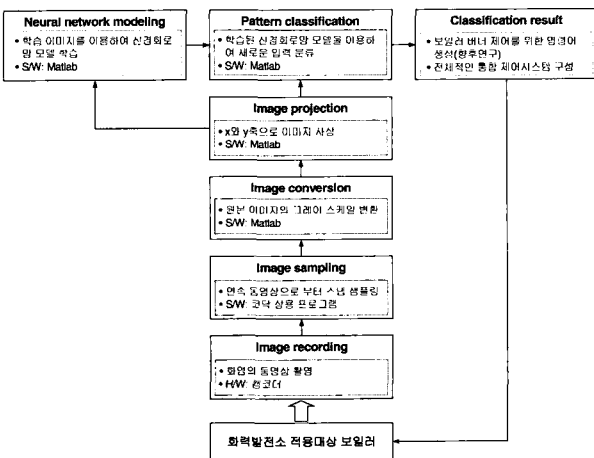 Neural network modeling
• 학습 이미지를 이용하여 신경회로
망 모델 학습
• S/W: Matlab
Pattern classification
• 학습된 신경회로망 모델을 이용하
여 새로운 입력 분류
• S/W: Matlab
Classification result
• 보일러 버너 제어를 위한 명령어
생성(향후연구)
• 전체적인 통합 제어시스템 구성
Image projection
• x와 y축으로 이미지 사상
• S/W: Matlab
Image conversion
• 원본 이미지의 그레이 스케일 변환
• S/W: Matlab
Image sampling
• 연속 동영상으로 부터 스냅 샘플링
• S/W: 코닥 상용 프로그램
Image recording
• 화염의 동영상 촬영
• H/W: 캠코더
화력발전소 적용대상 보일러